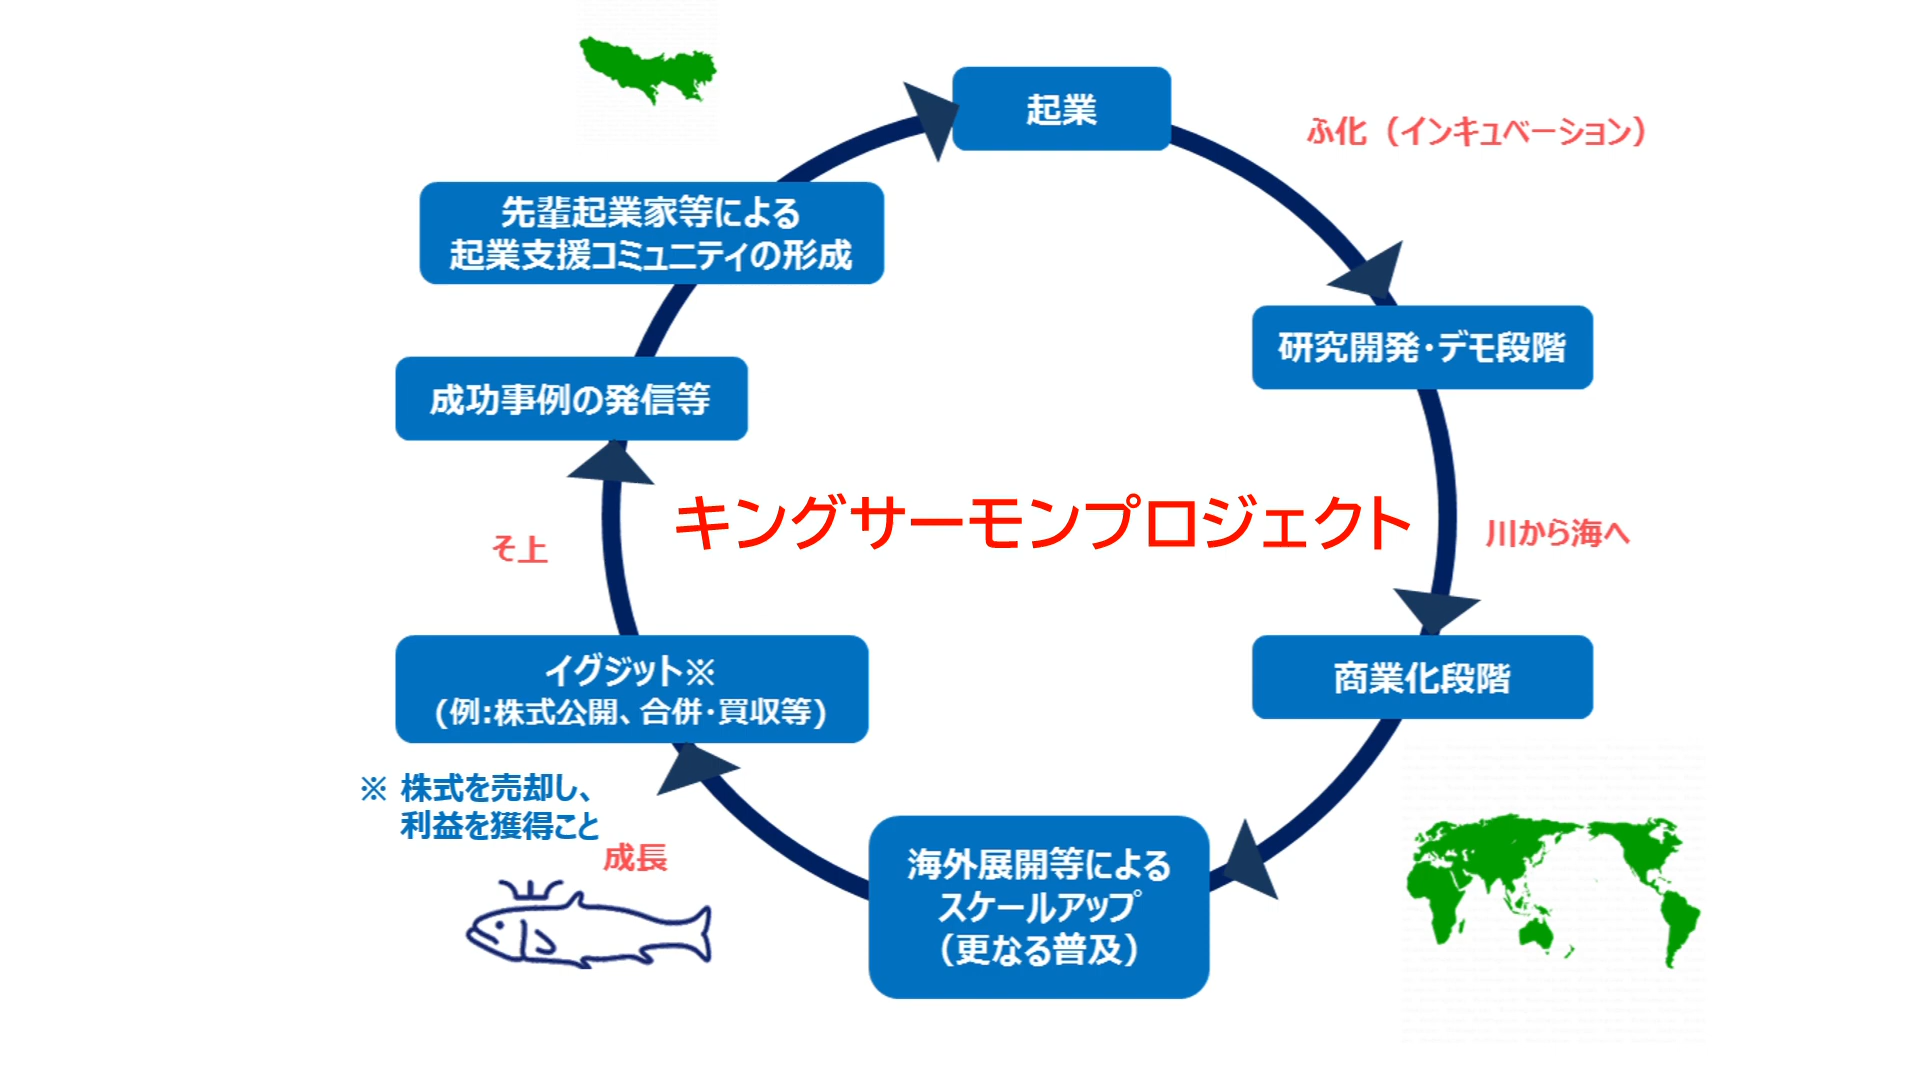 起業
ふ化（インキュベーション）
先輩起業家等による
起業支援コミュニティの形成
研究開発・デモ段階
成功事例の発信等
キングサーモンプロジェクト
川から海へ
そ上
イグジット※
(例:株式公開、合併・買収等)
商業化段階
※ 株式を売却し、
利益を獲得こと
成長
海外展開等による
スケールアップ
（更なる普及）